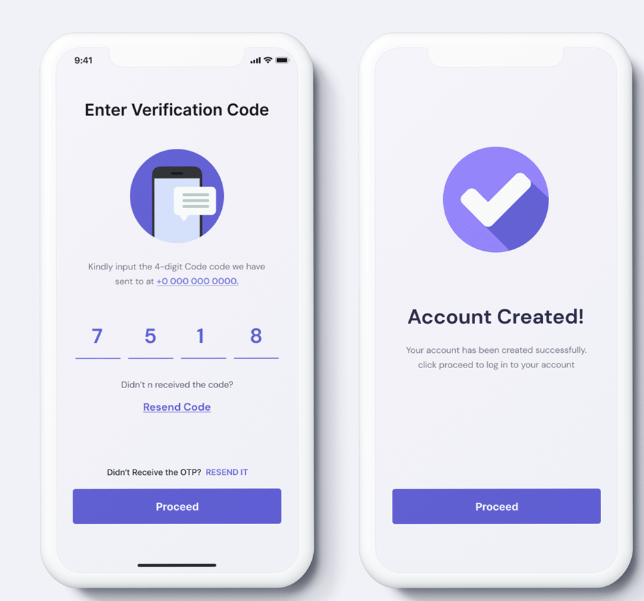 9:41
Enter Verification Code
Kindly input the 4-digit Code code we have
sent to at +0 000 000 0000.
7 5 1 8
Didn't n received the code?
Resend Code
Didn't Receive the OTP? RESEND IT
Proceed
Account Created!
Your account has been created successfully.
click proceed to log in to your account
Proceed